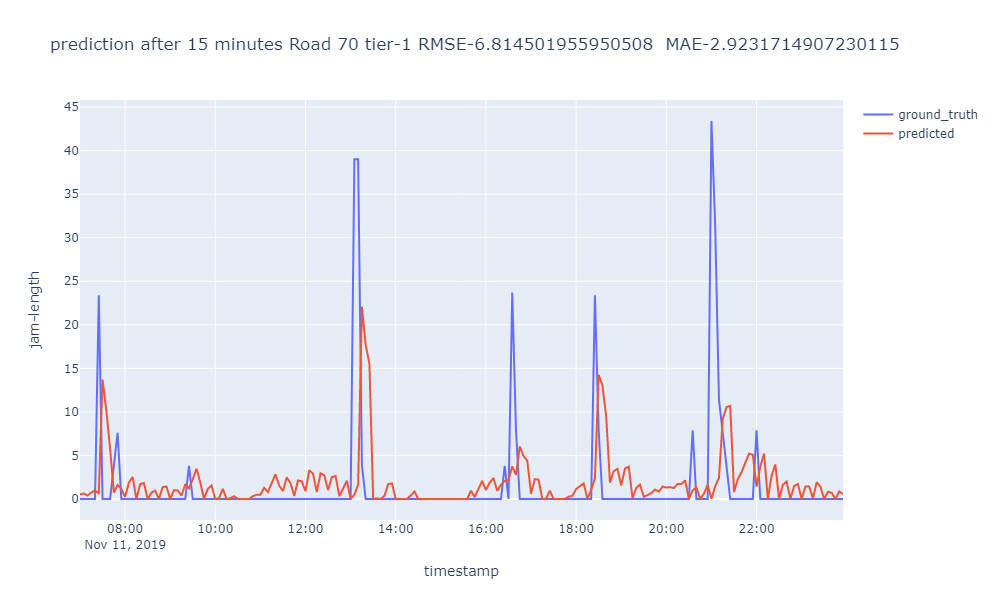 prediction after 15 minutes Road 70 tier-1 RMSE-6.814501955950508  MAE-2.9231714907230115
ground_truth
predicted
45
40
35
30
25
20
15
10
5
0
jam-length
08:00 10:00 12:00 14:00 16:00 18:00 20:00 22:00
Nov 11, 2019
timestamp